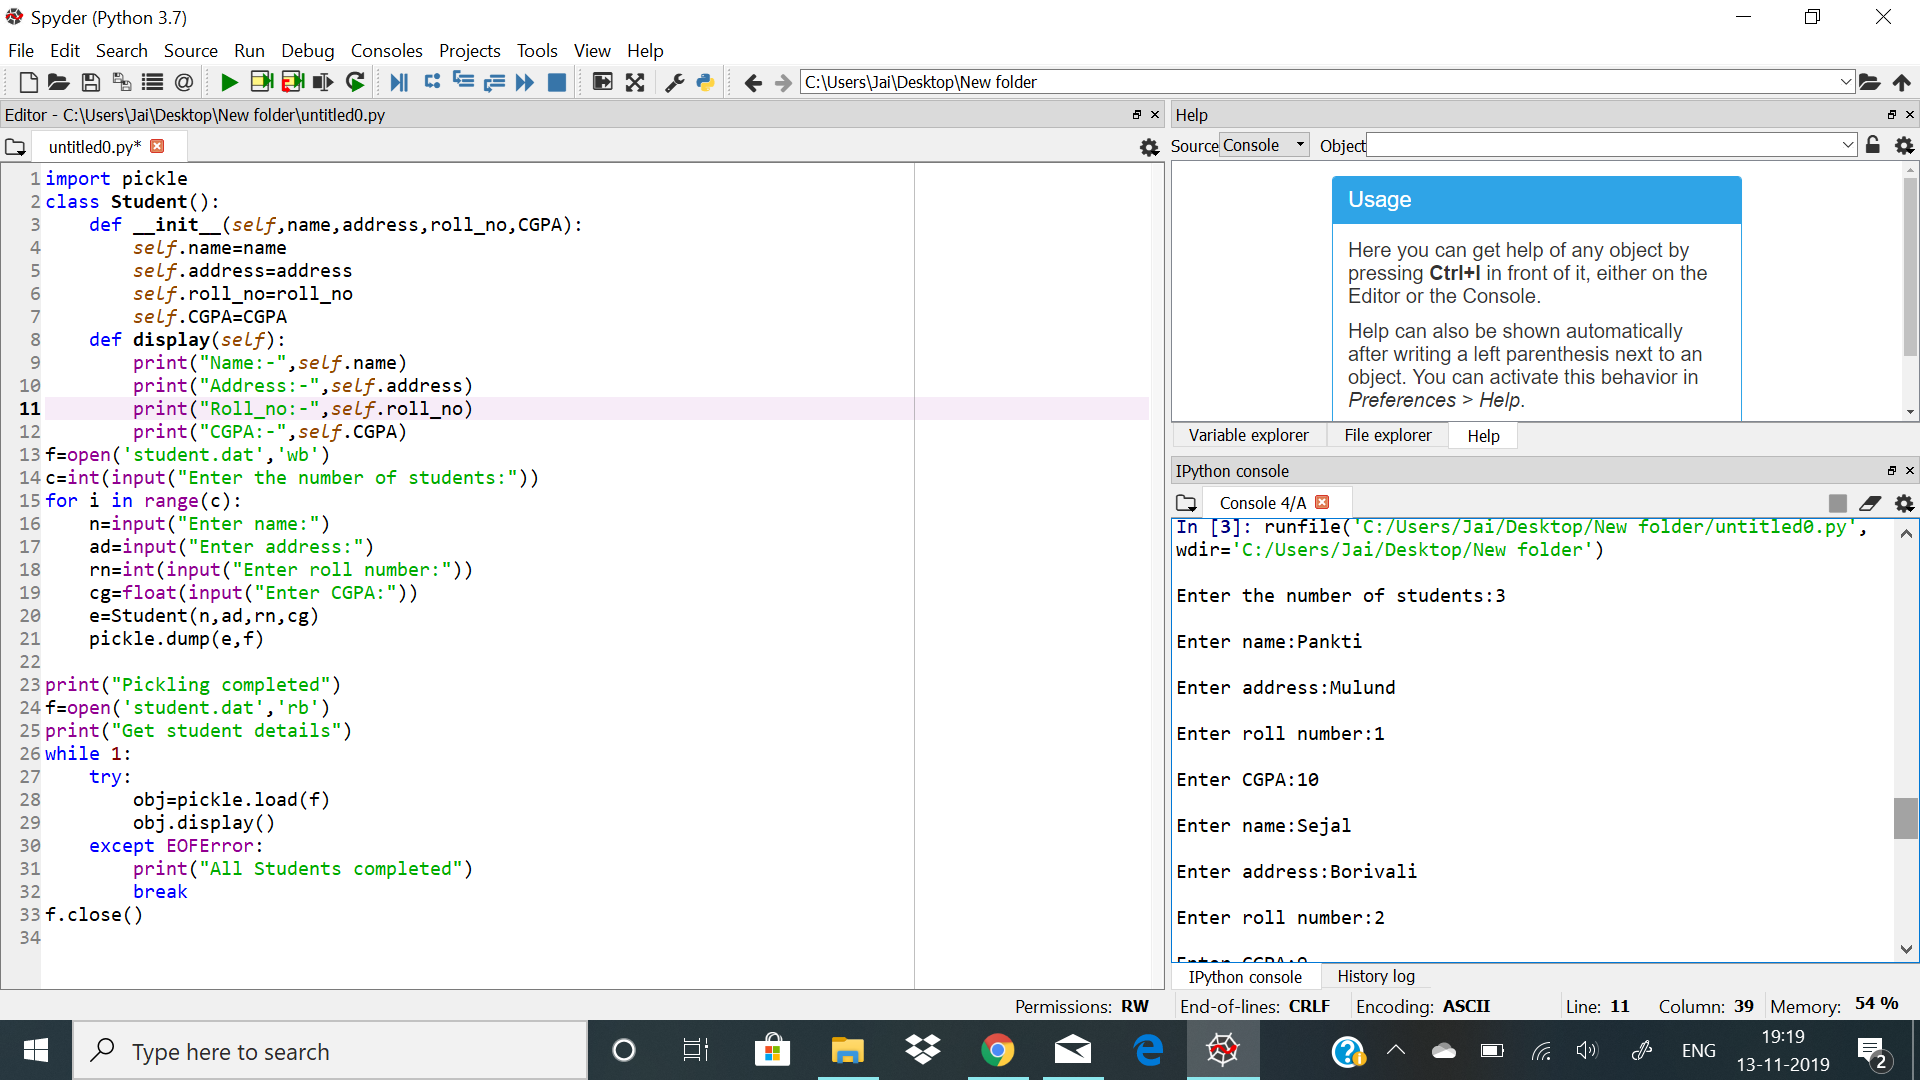 Spyder (Python 3.7)
File Edit Search Source Run Debug Consoles Projects Tools View Help
C:\Users\Jai\Desktop\New folder
Editor - C:\Users\Jai\Desktop\New folder\untitled0.py
untitled0.py*
1 import pickle
2 class Student():
3     def __init__(self,name,address,roll_no,CGPA):
4         self.name=name
5         self.address=address
6         self.roll_no=roll_no
7         self.CGPA=CGPA
8     def display(self):
9         print("Name:-",self.name)
10         print("Address:-",self.address)
11         print("Roll_no:-",self.roll_no)
12         print("CGPA:-",self.CGPA)
13 f=open('student.dat','wb')
14 c=int(input("Enter the number of students:"))
15 for i in range(c):
16     n=input("Enter name:")
17     ad=input("Enter address:")
18     rn=int(input("Enter roll number:"))
19     cg=float(input("Enter CGPA:"))
20     e=Student(n,ad,rn,cg)
21     pickle.dump(e,f)
22
23 print("Pickling completed")
24 f=open('student.dat','rb')
25 print("Get student details")
26 while 1:
27     try:
28         obj=pickle.load(f)
29         obj.display()
30     except EOFError:
31         print("All Students completed")
32         break
33 f.close()
34
Help
Source Console Object
Usage
Here you can get help of any object by
pressing Ctrl+I in front of it, either on the
Editor or the Console.
Help can also be shown automatically
after writing a left parenthesis next to an
object. You can activate this behavior in
Preferences > Help.
Variable explorer File explorer Help
IPython console
Console 4/A
In [3]: runfile('C:/Users/Jai/Desktop/New folder/untitled0.py',
wdir='C:/Users/Jai/Desktop/New folder')
Enter the number of students:3
Enter name:Pankti
Enter address:Mulund
Enter roll number:1
Enter CGPA:10
Enter name:Sejal
Enter address:Borivali
Enter roll number:2
Enter CGPA:9
IPython console History log
Permissions: RW End-of-lines: CRLF Encoding: ASCII Line: 11 Column: 39 Memory: 54 %
Type here to search
ENG
19:19
13-11-2019
2